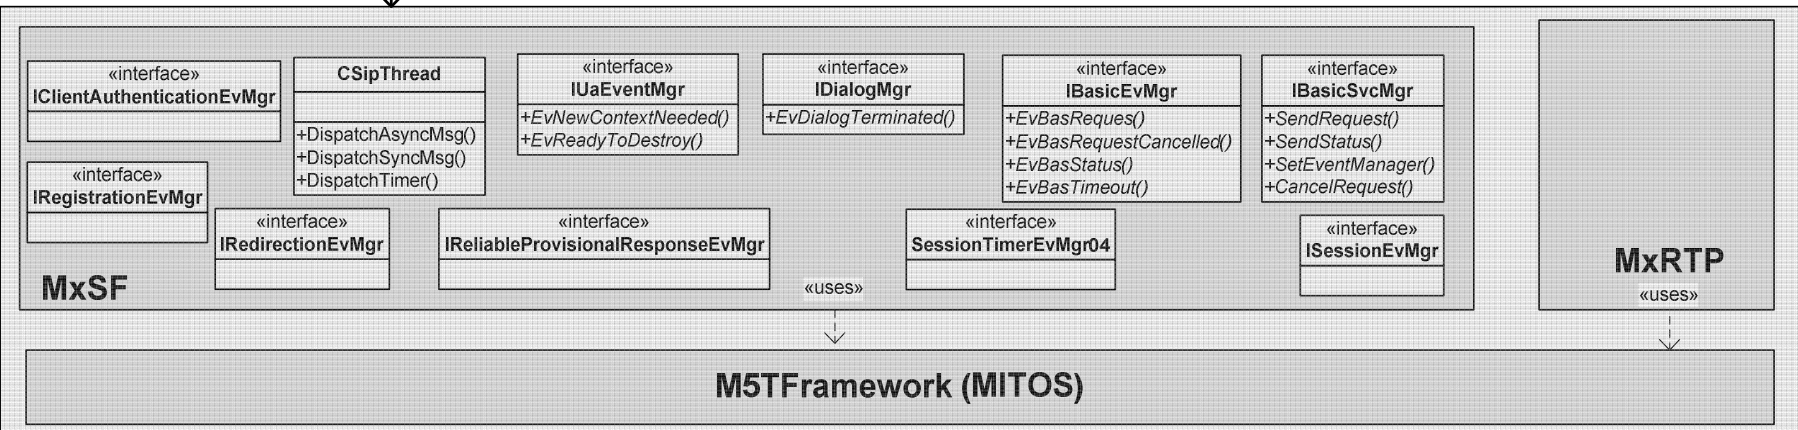 «interface»
IClientAuthenticationEvMgr
CSipThread
+DispatchAsyncMsg()
+DispatchSyncMsg()
+DispatchTimer()
«interface»
IUaEventMgr
+EvNewContextNeeded()
+EvReadyToDestroy()
«interface»
IDialogMgr
+EvDialogTerminated()
«interface»
IBasicEvMgr
+EvBasReques()
+EvBasRequestCancelled()
+EvBasStatus()
+EvBasTimeout()
«interface»
IBasicSvcMgr
+SendRequest()
+SendStatus()
+SetEventManager()
+CancelRequest()
«interface»
IRegistrationEvMgr
«interface»
IRedirectionEvMgr
«interface»
IReliableProvisionalResponseEvMgr
«interface»
SessionTimerEvMgr04
«interface»
ISessionEvMgr
MxSF
«uses»
MxRTP
«uses»
M5TFramework (MITOS)